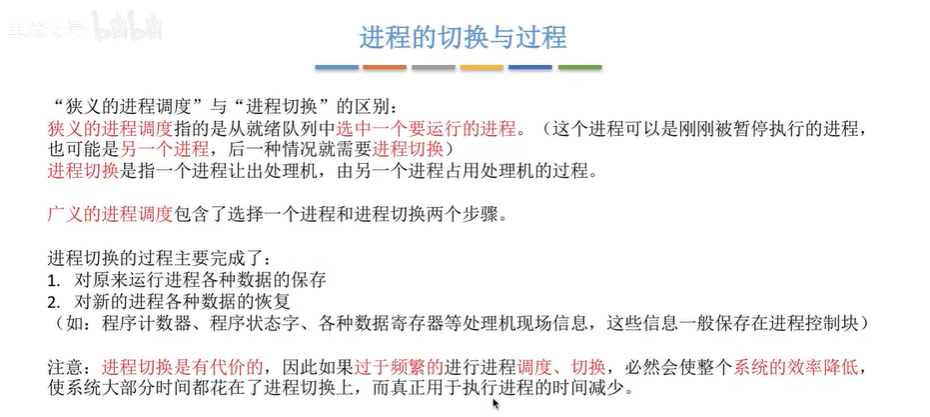 bilibili
进程的切换与过程
“狭义的进程调度”与“进程切换”的区别：
狭义的进程调度指的是从就绪队列中选中一个要运行的进程。（这个进程可以是刚刚被暂停执行的进程，
也可能是另一个进程，后一种情况就需要进程切换）
进程切换是指一个进程让出处理机，由另一个进程占用处理机的过程。
广义的进程调度包含了选择一个进程和进程切换两个步骤。
进程切换的过程主要完成了：
1. 对原来运行进程各种数据的保存
2. 对新的进程各种数据的恢复
（如：程序计数器、程序状态字、各种数据寄存器等处理机现场信息，这些信息一般保存在进程控制块）
注意：进程切换是有代价的，因此如果过于频繁的进行进程调度、切换，必然会使整个系统的效率降低，
使系统大部分时间都花在了进程切换上，而真正用于执行进程的时间减少。